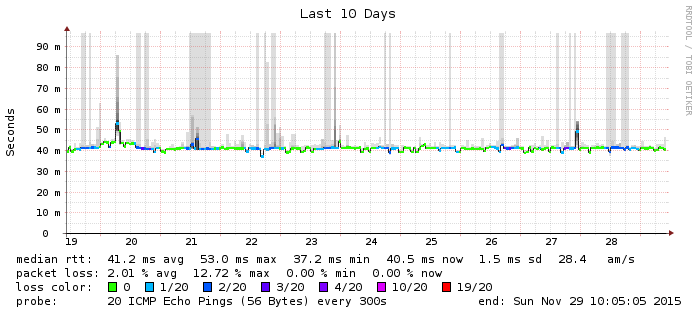 Last 10 Days
RRDTOOL / TOBI OETIKER
Seconds
90 m
80 m
70 m
60 m
50 m
40 m
30 m
20 m
10 m
0
19 20 21 22 23 24 25 26 27 28
median rtt: 41.2 ms avg 53.0 ms max 37.2 ms min 40.5 ms now 1.5 ms sd 28.4 am/s
packet loss: 2.01 % avg 12.72 % max 0.00 % min 0.00 % now
loss color: 0 1/20 2/20 3/20 4/20 10/20 19/20
probe: 20 ICMP Echo Pings (56 Bytes) every 300s end: Sun Nov 29 10:05:05 2015